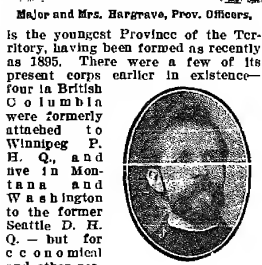 Major and Mrs. Hargrave, Prov. Officers.
is the youngest Province of the Ter-
ritory, having been formed as recently
as 1895. There were a few of its
present corps earlier in existence—
four in British
Columbia
were formerly
attached to
Winnipeg P.
H. Q., and
five in Mon-
tana and
Washington
to the former
Seattle D. H.
Q. — but for
economical
and other